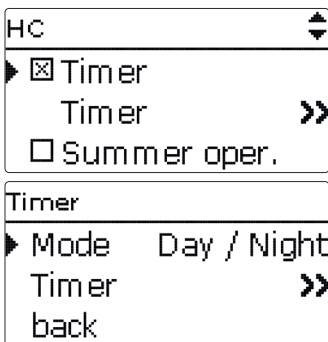 HC
Timer
Timer >>
Summer oper.
Timer
Mode Day / Night
Timer >>
back